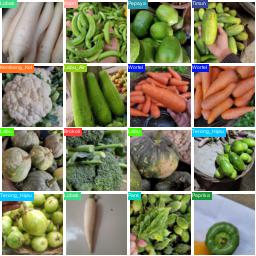 Lobak
Pepaya
Timun
Kembang_Kol
Labu_Air
Wortel
Wortel
Labu
Brokoli
Labu
Terong_Hijau
Terong_Hijau
Lobak
Pare
Paprika